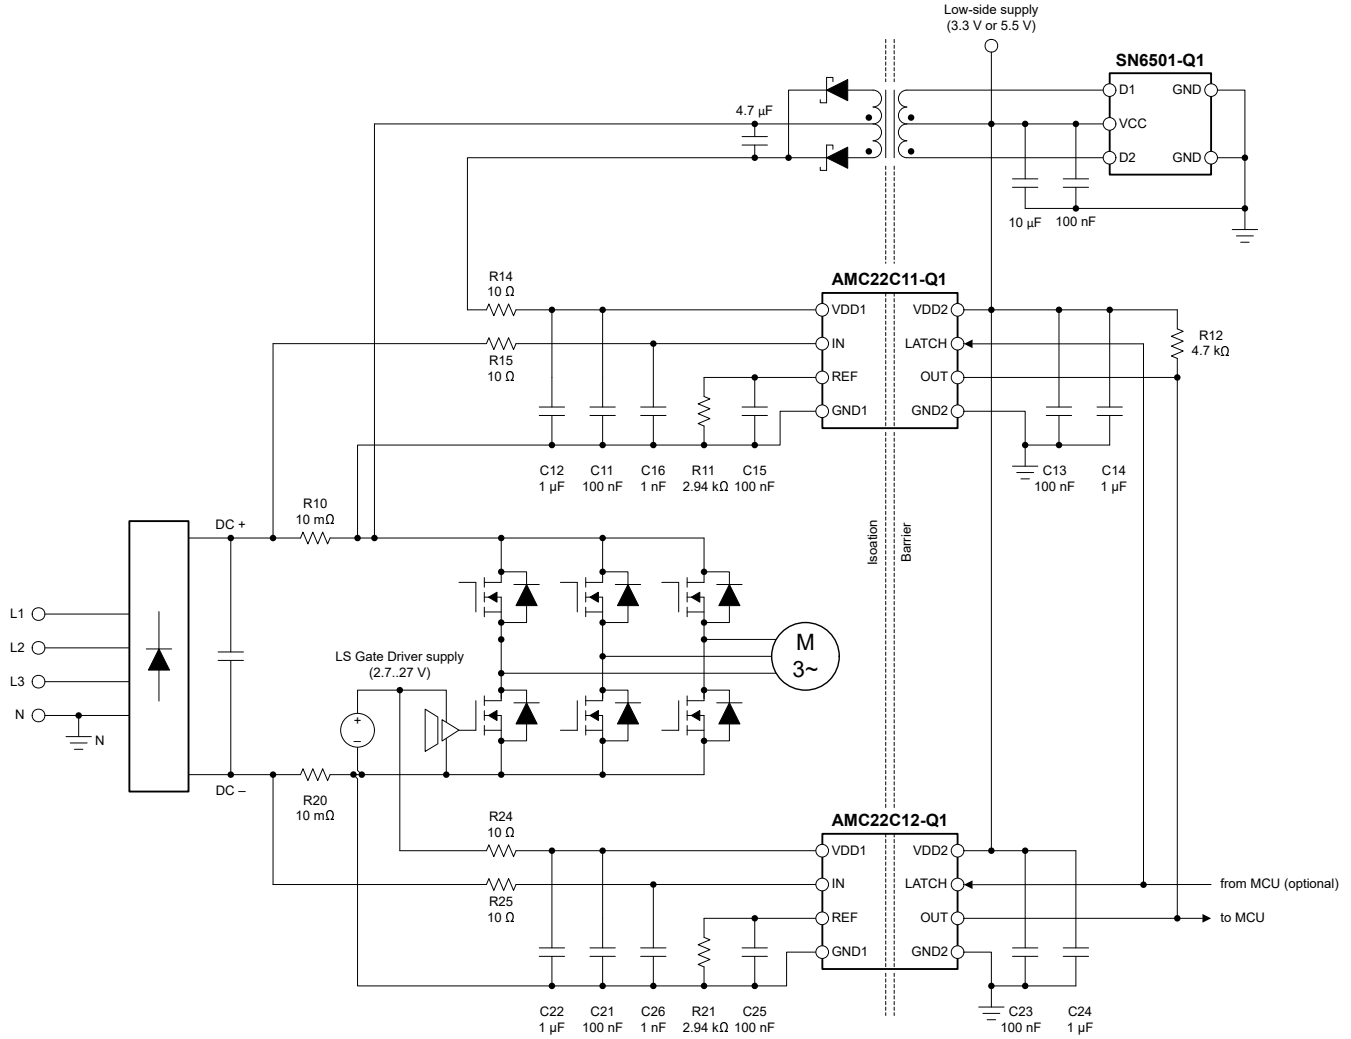 Low-side supply
(3.3 V or 5.5 V)
SN6501-Q1
D1
GND
4.7 µF
VCC
D2
GND
10 µF
100 nF
AMC22C11-Q1
R14
10 Ω
VDD1
VDD2
R12
4.7 kΩ
IN
LATCH
R15
10 Ω
REF
OUT
GND1
GND2
C12
1 µF
C11
100 nF
C16
1 nF
R11
2.94 kΩ
C15
100 nF
C13
100 nF
C14
1 µF
R10
10 mΩ
DC +
Isoation
Barrier
L1
L2
L3
N
N
LS Gate Driver supply
(2.7..27 V)
+
–
M
3~
DC –
R20
10 mΩ
AMC22C12-Q1
R24
10 Ω
VDD1
VDD2
IN
LATCH
from MCU (optional)
R25
10 Ω
REF
OUT
to MCU
GND1
GND2
C22
1 µF
C21
100 nF
C26
1 nF
R21
2.94 kΩ
C25
100 nF
C23
100 nF
C24
1 µF